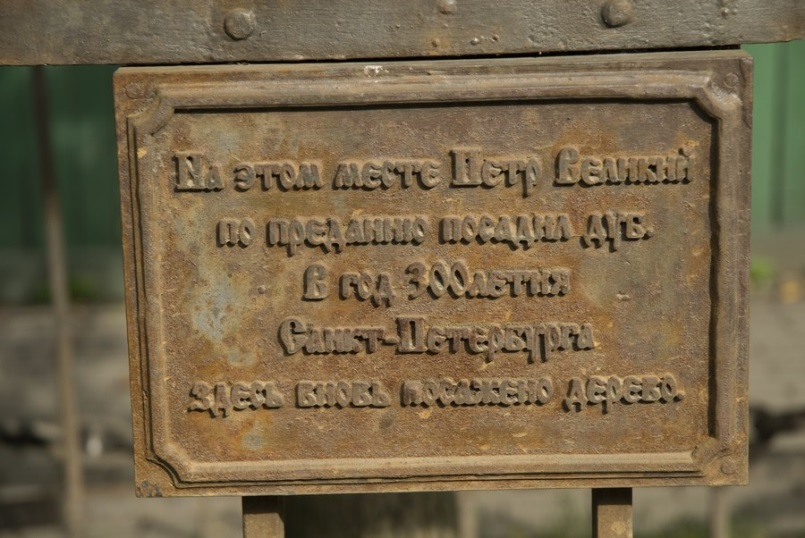 На этом месте Петр Великий
по преданию посадил дуб.
В год 300летия
Санкт-Петербурга
здесь вновь посажено дерево.